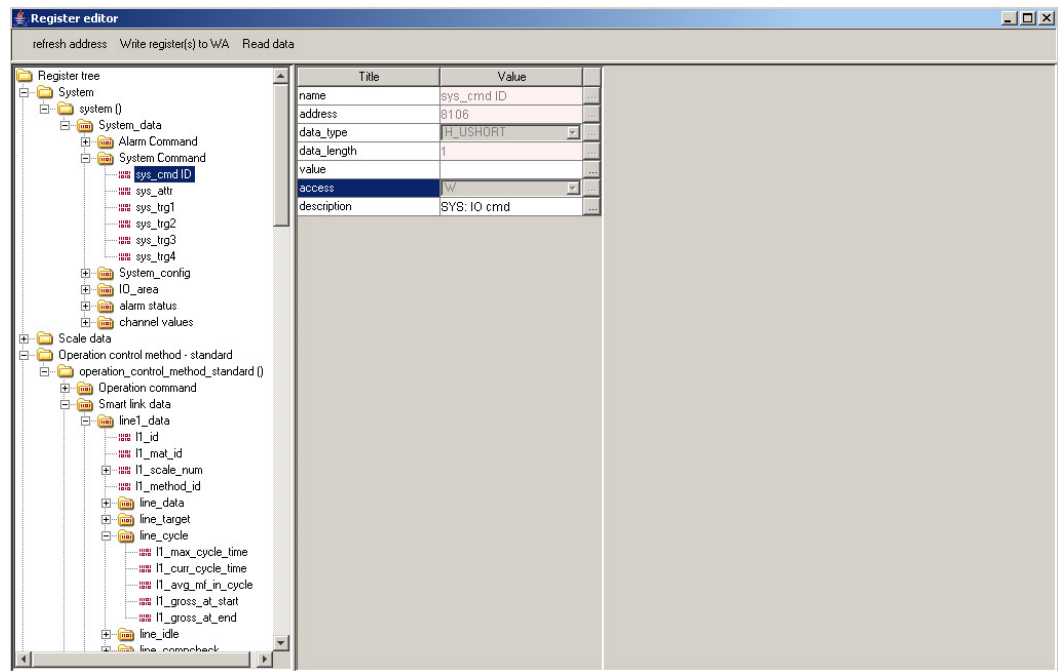 Register editor
refresh address Write register(s) to WA Read data
Register tree
System
system ()
System_data
Alarm Command
System Command
sys_cmd ID
sys_attr
sys_trg1
sys_trg2
sys_trg3
sys_trg4
System_config
IO_area
alarm status
channel values
Scale data
Operation control method - standard
operation_control_method_standard ()
Operation command
Smart link data
line1_data
l1_id
l1_mat_id
l1_scale_num
l1_method_id
line_data
line_target
line_cycle
l1_max_cycle_time
l1_curr_cycle_time
l1_avg_mf_in_cycle
l1_gross_at_start
l1_gross_at_end
line_idle
line_compcheck
Title Value
name sys_cmd ID ...
address 8106 ...
data_type H_USHORT ...
data_length 1 ...
value ...
access W ...
description SYS: IO cmd ...